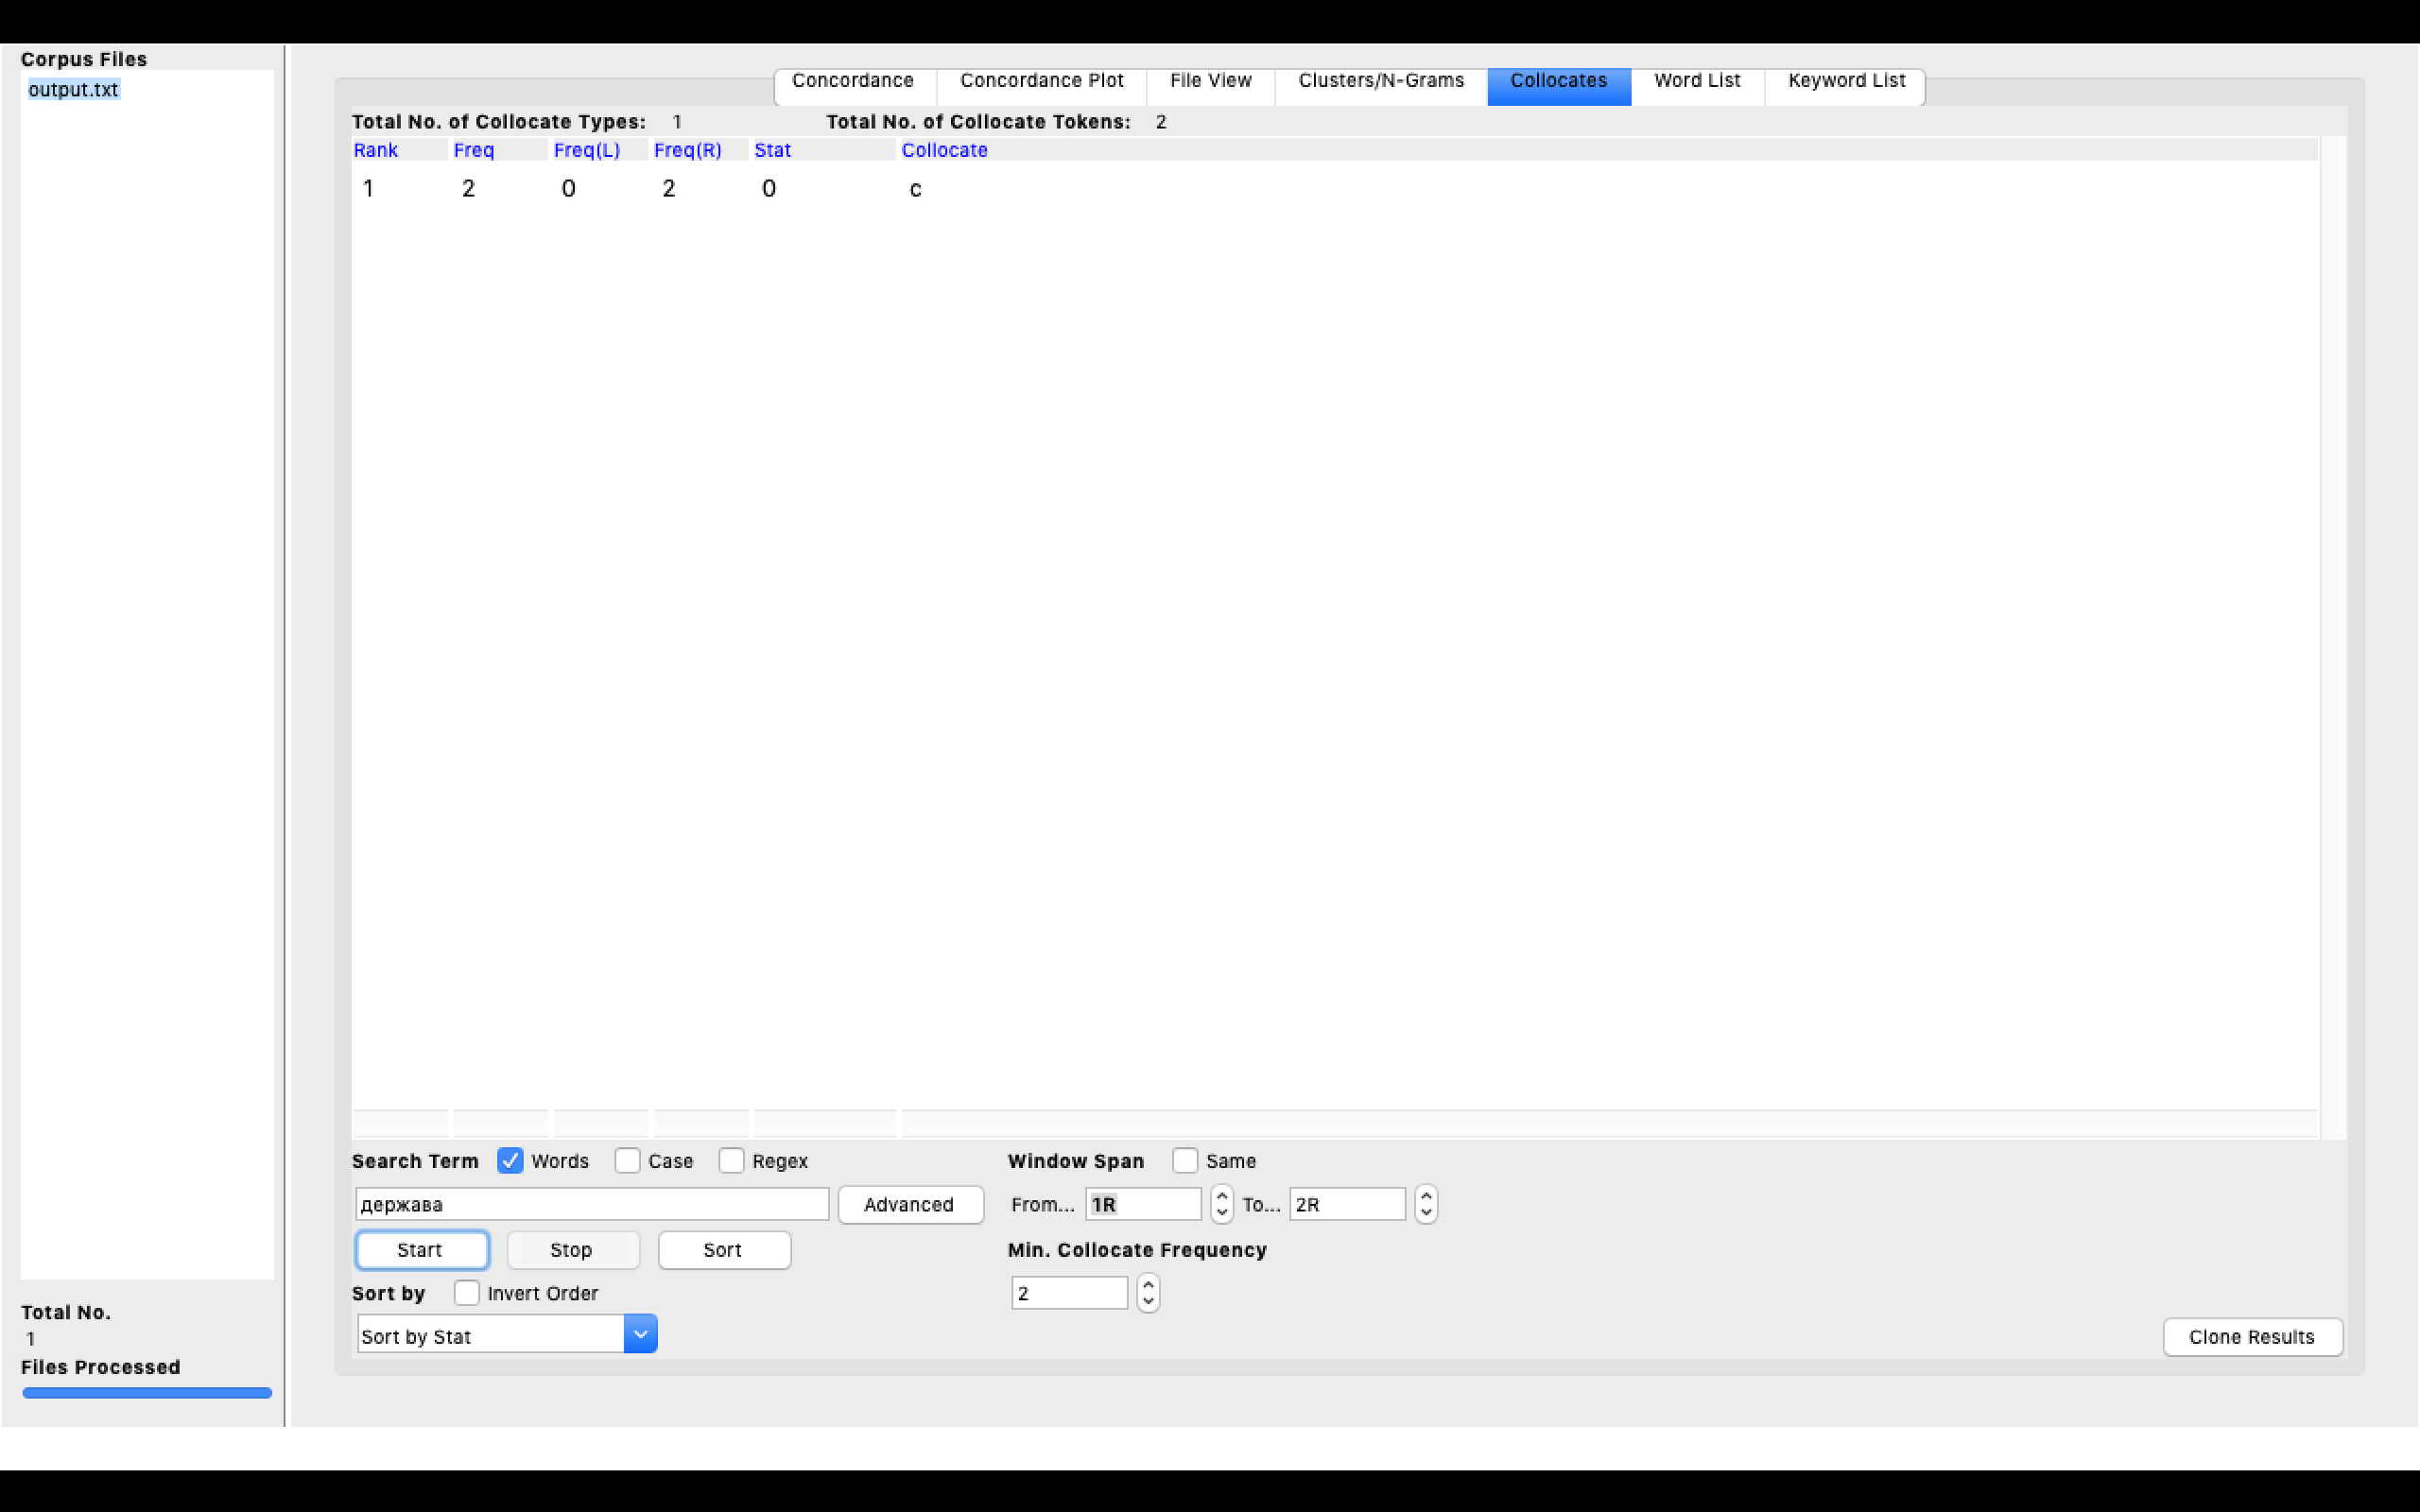 Corpus Files
output.txt
Concordance Concordance Plot File View Clusters/N-Grams Collocates Word List Keyword List
Total No. of Collocate Types: 1 Total No. of Collocate Tokens: 2
Rank Freq Freq(L) Freq(R) Stat Collocate
1 2 0 2 0 с
Search Term Words Case Regex Window Span Same
держава Advanced From... 1R To... 2R
Start Stop Sort Min. Collocate Frequency
Sort by Invert Order 2
Sort by Stat Clone Results
Total No.
1
Files Processed